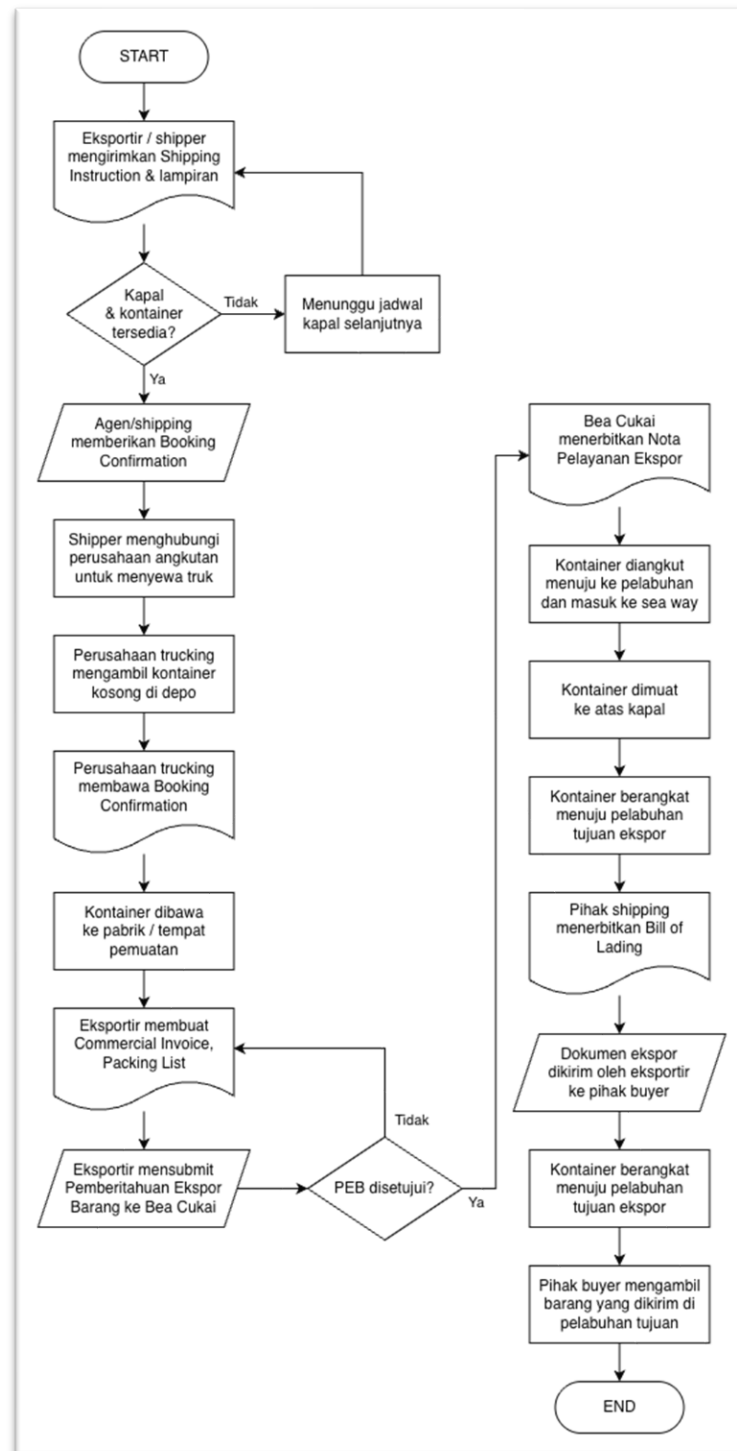 START
Eksportir / shipper
mengirimkan Shipping
Instruction & lampiran
Kapal
& kontainer
tersedia?
Tidak
Menunggu jadwal
kapal selanjutnya
Ya
Agen/shipping
memberikan Booking
Confirmation
Shipper menghubungi
perusahaan angkutan
untuk menyewa truk
Perusahaan trucking
mengambil kontainer
kosong di depo
Perusahaan trucking
membawa Booking
Confirmation
Kontainer dibawa
ke pabrik / tempat
pemuatan
Eksportir membuat
Commercial Invoice,
Packing List
Eksportir mensubmit
Pemberitahuan Ekspor
Barang ke Bea Cukai
Tidak
PEB disetujui?
Ya
Bea Cukai
menerbitkan Nota
Pelayanan Ekspor
Kontainer diangkut
menuju ke pelabuhan
dan masuk ke sea way
Kontainer dimuat
ke atas kapal
Kontainer berangkat
menuju pelabuhan
tujuan ekspor
Pihak shipping
menerbitkan Bill of
Lading
Dokumen ekspor
dikirim oleh eksportir
ke pihak buyer
Kontainer berangkat
menuju pelabuhan
tujuan ekspor
Pihak buyer mengambil
barang yang dikirim di
pelabuhan tujuan
END